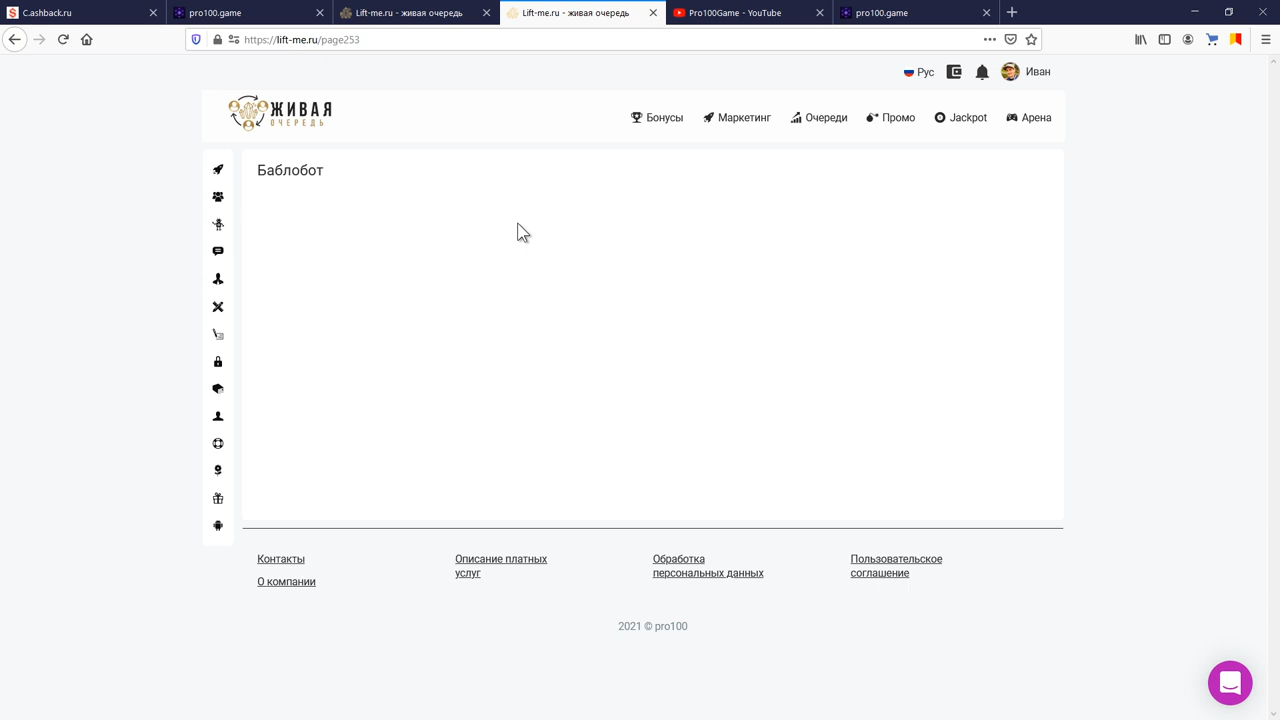 C.ashback.ru
pro100.game
Lift-me.ru - живая очередь
Lift-me.ru - живая очередь
Pro100Game - YouTube
pro100.game
https://lift-me.ru/page253
Рус
Иван
ЖИВАЯ
ОЧЕРЕДЬ
Бонусы
Маркетинг
Очереди
Промо
Jackpot
Арена
Баблобот
Контакты
О компании
Описание платных
услуг
Обработка
персональных данных
Пользовательское
соглашение
2021 © pro100